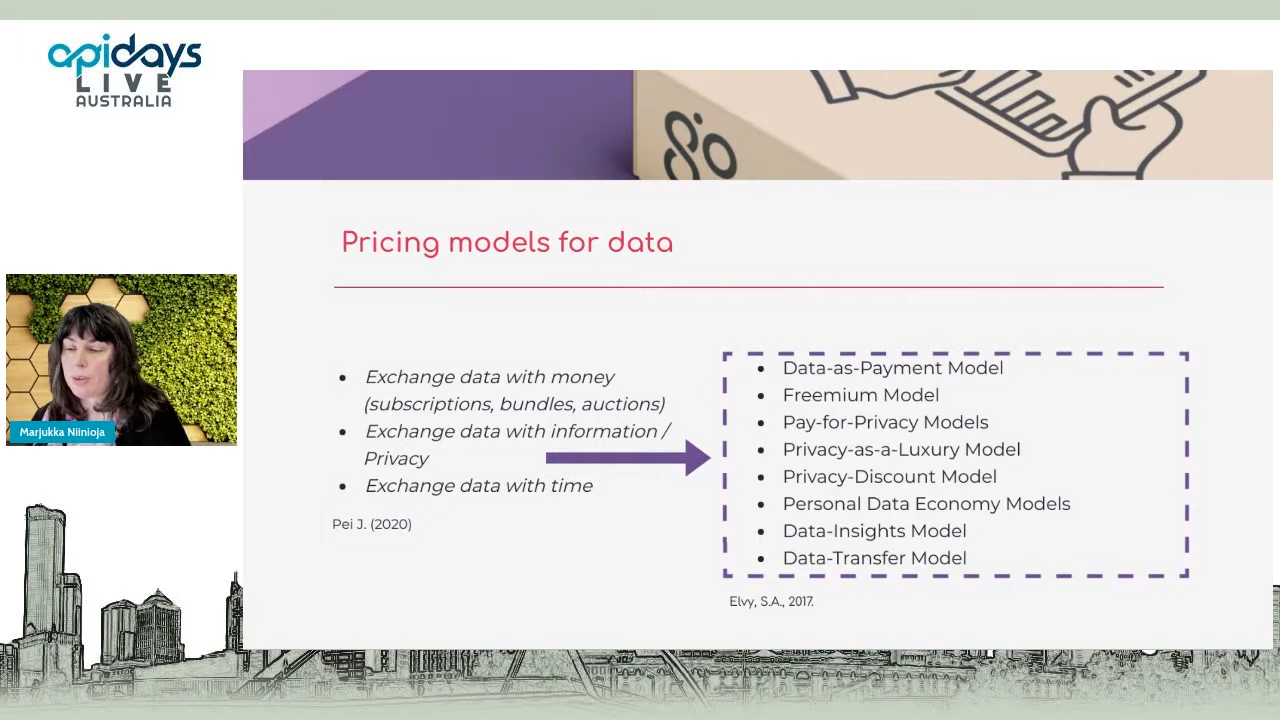 apidays
LIVE
AUSTRALIA
Pricing models for data
• Exchange data with money
(subscriptions, bundles, auctions)
• Exchange data with information /
Privacy
• Exchange data with time
Pei J. (2020)
• Data-as-Payment Model
• Freemium Model
• Pay-for-Privacy Models
• Privacy-as-a-Luxury Model
• Privacy-Discount Model
• Personal Data Economy Models
• Data-Insights Model
• Data-Transfer Model
Elvy, S.A., 2017.
Marjukka Niinioja